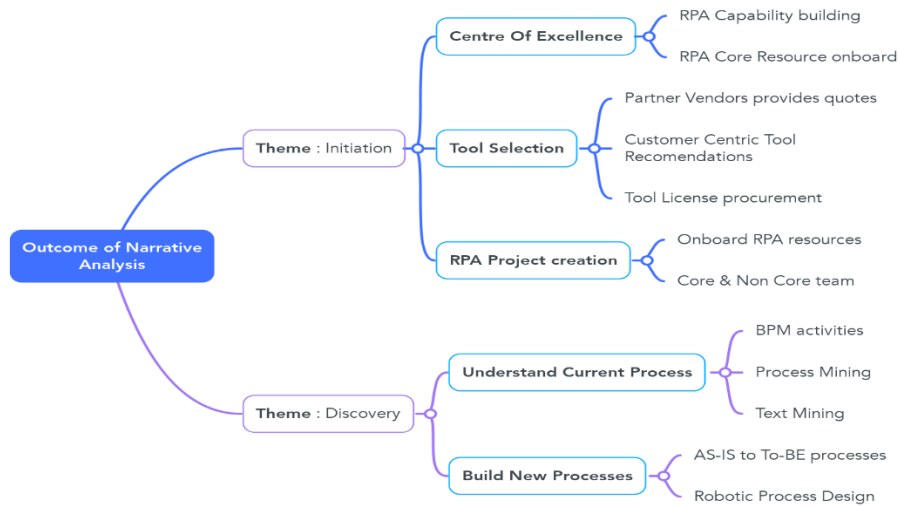 Outcome of Narrative
Analysis
Theme : Initiation
Centre Of Excellence
RPA Capability building
RPA Core Resource onboard
Tool Selection
Partner Vendors provides quotes
Customer Centric Tool
Recomendations
Tool License procurement
RPA Project creation
Onboard RPA resources
Core & Non Core team
Theme : Discovery
Understand Current Process
BPM activities
Process Mining
Text Mining
Build New Processes
AS-IS to To-BE processes
Robotic Process Design